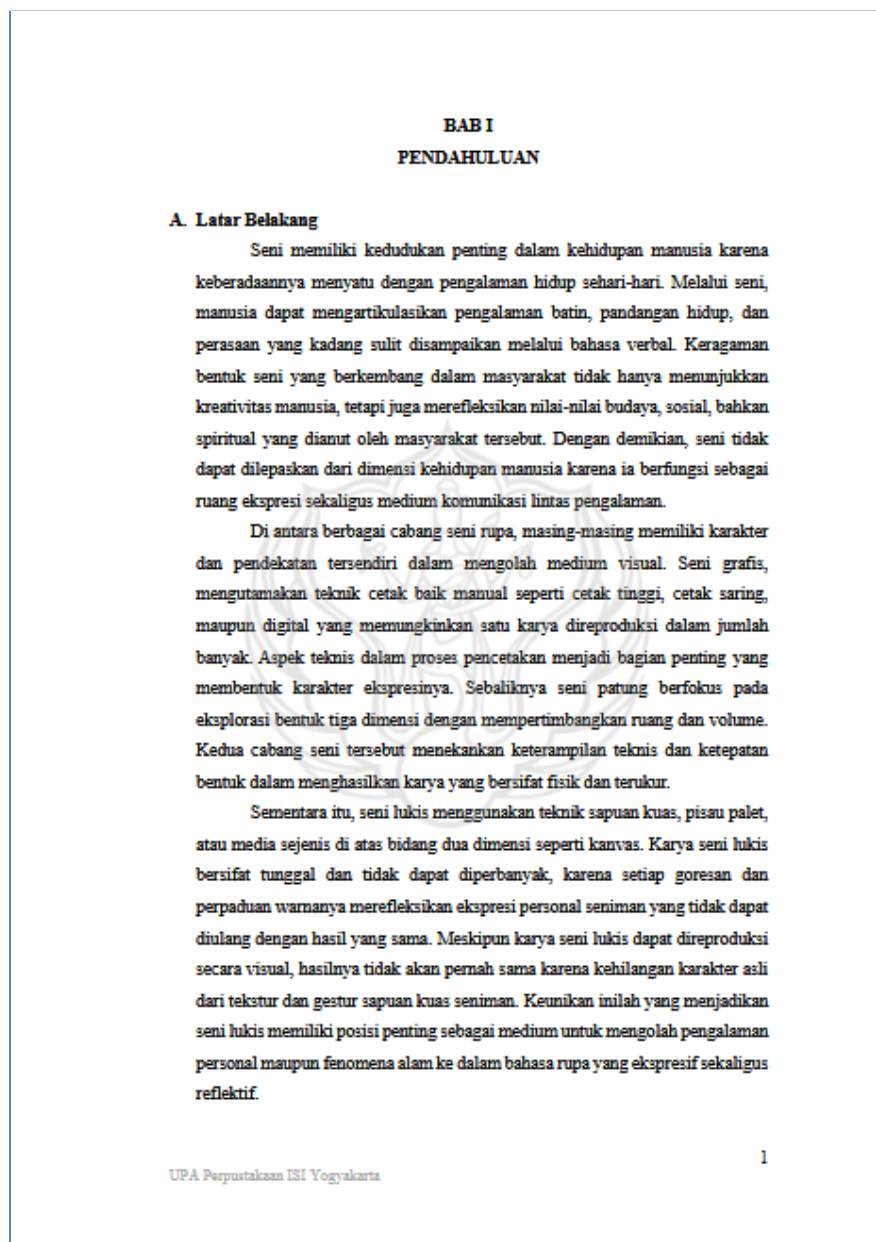 BAB I
PENDAHULUAN
A. Latar Belakang
Seni memiliki kedudukan penting dalam kehidupan manusia karena
keberadaannya menyatu dengan pengalaman hidup sehari-hari. Melalui seni,
manusia dapat mengartikulasikan pengalaman batin, pandangan hidup, dan
perasaan yang kadang sulit disampaikan melalui bahasa verbal. Keragaman
bentuk seni yang berkembang dalam masyarakat tidak hanya menunjukkan
kreativitas manusia, tetapi juga merefleksikan nilai-nilai budaya, sosial, bahkan
spiritual yang dianut oleh masyarakat tersebut. Dengan demikian, seni tidak
dapat dilepaskan dari dimensi kehidupan manusia karena ia berfungsi sebagai
ruang ekspresi sekaligus medium komunikasi lintas pengalaman.
Di antara berbagai cabang seni rupa, masing-masing memiliki karakter
dan pendekatan tersendiri dalam mengolah medium visual. Seni grafis,
mengutamakan teknik cetak baik manual seperti cetak tinggi, cetak saring,
maupun digital yang memungkinkan satu karya direproduksi dalam jumlah
banyak. Aspek teknis dalam proses pencetakan menjadi bagian penting yang
membentuk karakter ekspresinya. Sebaliknya seni patung berfokus pada
eksplorasi bentuk tiga dimensi dengan mempertimbangkan ruang dan volume.
Kedua cabang seni tersebut menekankan keterampilan teknis dan ketepatan
bentuk dalam menghasilkan karya yang bersifat fisik dan terukur.
Sementara itu, seni lukis menggunakan teknik sapuan kuas, pisau palet,
atau media sejenis di atas bidang dua dimensi seperti kanvas. Karya seni lukis
bersifat tunggal dan tidak dapat diperbanyak, karena setiap goresan dan
perpaduan warnanya merefleksikan ekspresi personal seniman yang tidak dapat
diulang dengan hasil yang sama. Meskipun karya seni lukis dapat direproduksi
secara visual, hasilnya tidak akan pernah sama karena kehilangan karakter asli
dari tekstur dan gestur sapuan kuas seniman. Keunikan inilah yang menjadikan
seni lukis memiliki posisi penting sebagai medium untuk mengolah pengalaman
personal maupun fenomena alam ke dalam bahasa rupa yang ekspresif sekaligus
reflektif.
1
UPA Perpustakaan ISI Yogyakarta